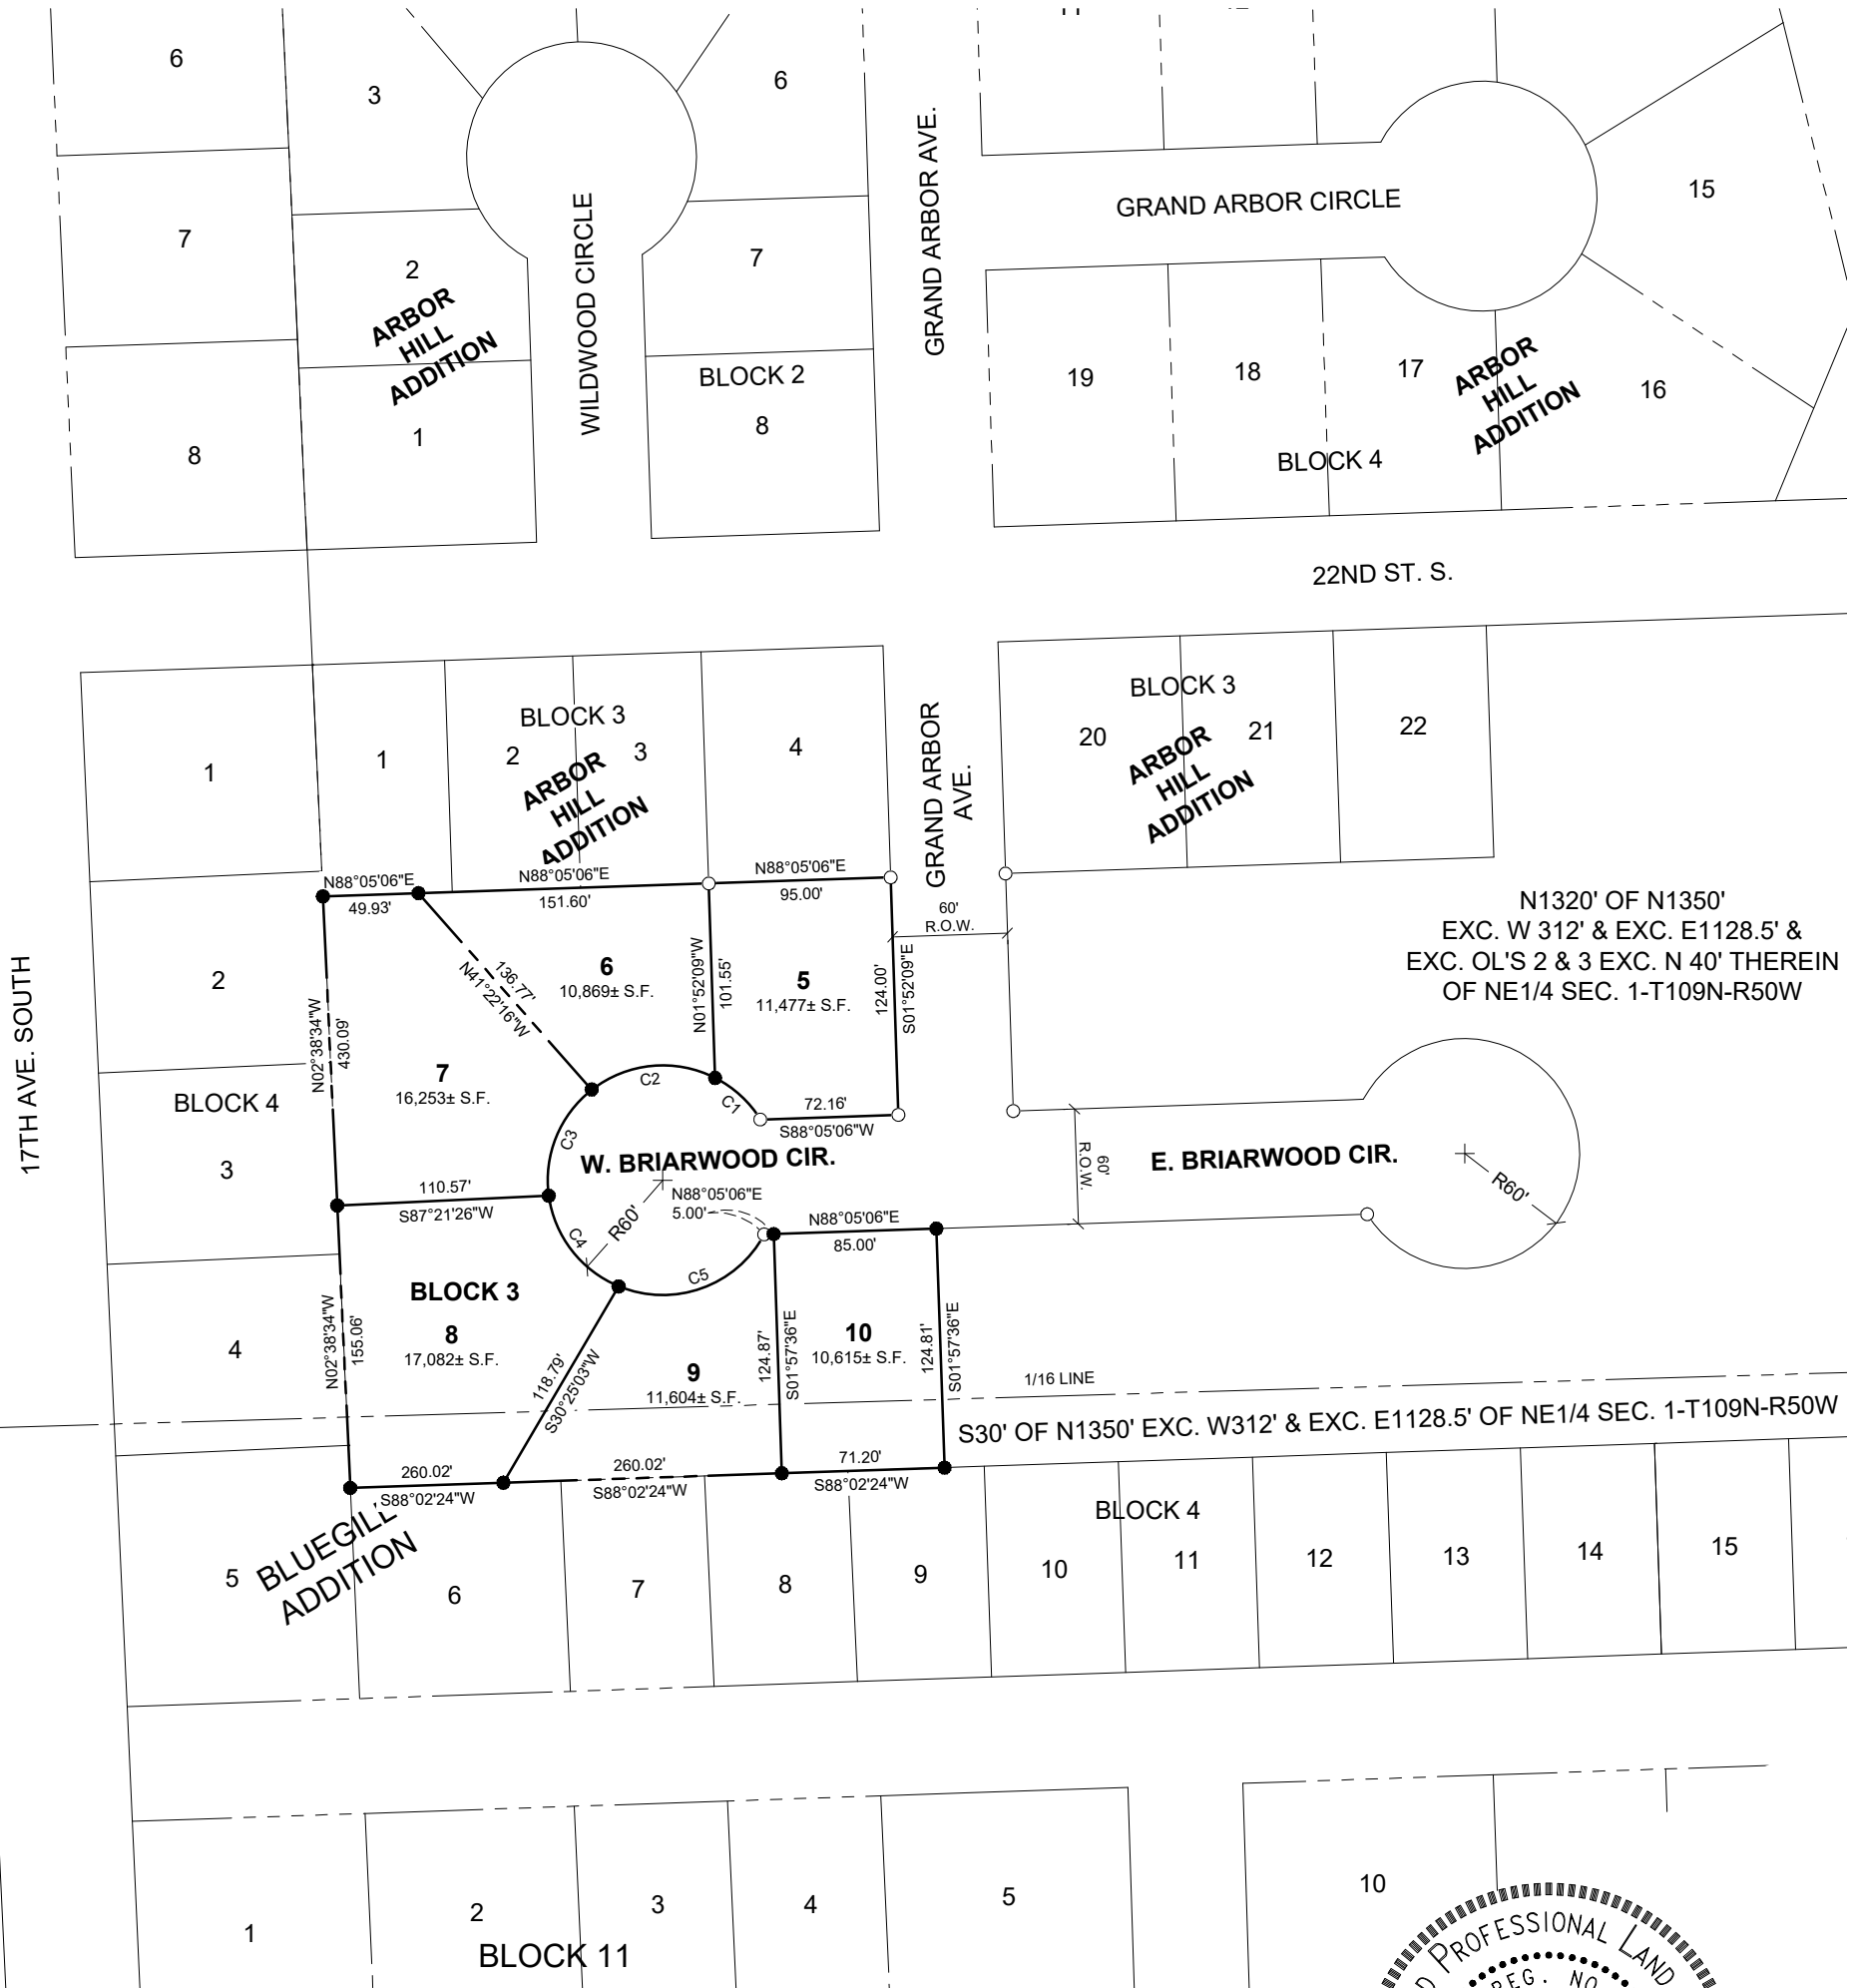 11
12
6
3
6
GRAND ARBOR AVE.
GRAND ARBOR CIRCLE
15
7
2
ARBOR
HILL
ADDITION
WILDWOOD CIRCLE
7
BLOCK 2
8
19
18
17
ARBOR
HILL
ADDITION
16
BLOCK 4
8
1
22ND ST. S.
1
1
BLOCK 3
2
3
ARBOR
HILL
ADDITION
4
GRAND ARBOR
AVE.
BLOCK 3
20
21
22
ARBOR
HILL
ADDITION
N88°05'06"E
49.93'
N88°05'06"E
151.60'
N88°05'06"E
95.00'
60'
R.O.W.
N1320' OF N1350'
EXC. W 312' & EXC. E1128.5' &
EXC. OL'S 2 & 3 EXC. N 40' THEREIN
OF NE1/4 SEC. 1-T109N-R50W
17TH AVE. SOUTH
2
N02°38'34"W
430.09'
136.77'
N41°22'16"W
6
10,869± S.F.
N01°52'09"W
101.55'
5
11,477± S.F.
124.00'
S01°52'09"E
7
16,253± S.F.
BLOCK 4
3
C2
C1
C3
72.16'
S88°05'06"W
W. BRIARWOOD CIR.
60'
R.O.W.
E. BRIARWOOD CIR.
R60'
110.57'
S87°21'26"W
N88°05'06"E
5.00'
R60'
C4
C5
N88°05'06"E
85.00'
BLOCK 3
8
17,082± S.F.
4
N02°38'34"W
155.06'
118.79'
S30°25'03"W
9
11,604± S.F.
124.87'
S01°57'36"E
10
10,615± S.F.
124.81'
S01°57'36"E
1/16 LINE
S30' OF N1350' EXC. W312' & EXC. E1128.5' OF NE1/4 SEC. 1-T109N-R50W
260.02'
S88°02'24"W
260.02'
S88°02'24"W
71.20'
S88°02'24"W
BLUEGILL
ADDITION
BLOCK 4
5
6
7
8
9
10
11
12
13
14
15
1
2
3
4
5
10
BLOCK 11
PROFESSIONAL LAND
REG. NO